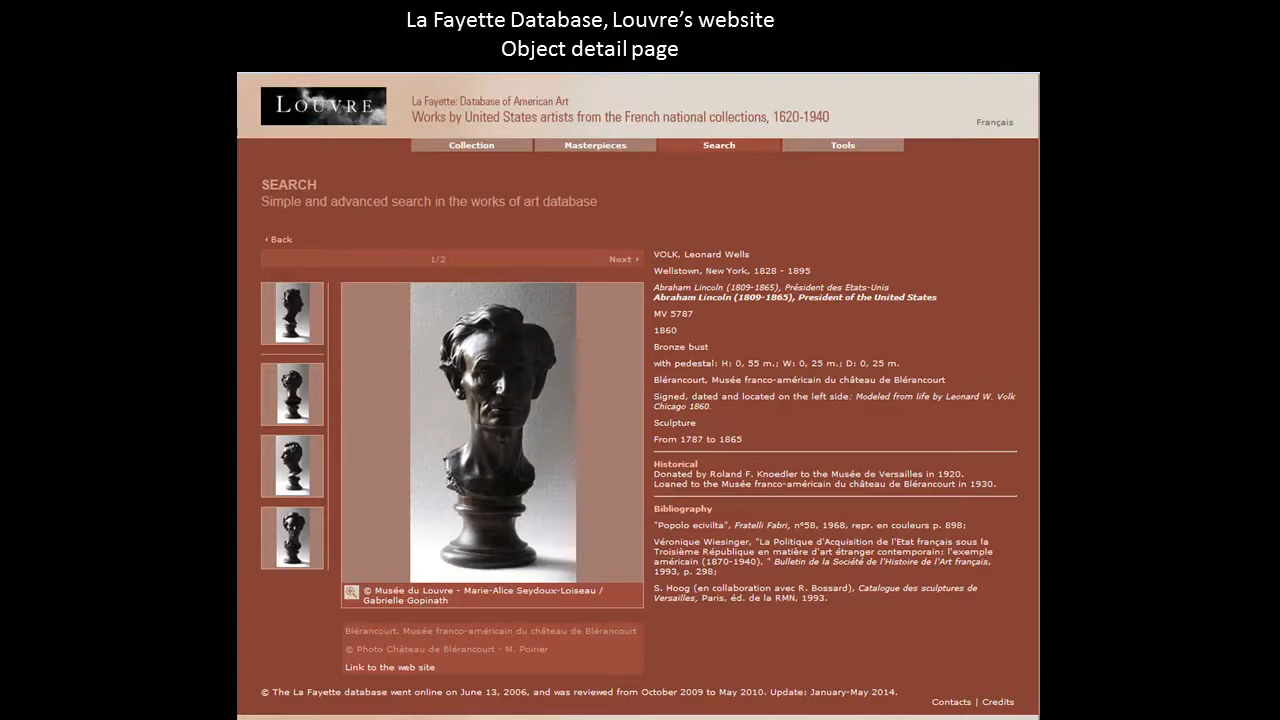 La Fayette Database, Louvre's website
Object detail page
LOUVRE
La Fayette: Database of American Art
Works by United States artists from the French national collections, 1620-1940
Français
Collection
Masterpieces
Search
Tools
SEARCH
Simple and advanced search in the works of art database
Back
1/2
Next
VOLK, Leonard Wells
Wellstown, New York, 1828 - 1895
Abraham Lincoln (1809-1865), Président des Etats-Unis
Abraham Lincoln (1809-1865), President of the United States
MV 5787
1860
Bronze bust
with pedestal: H: 0, 55 m.; W: 0, 25 m.; D: 0, 25 m.
Blérancourt, Musée franco-américain du château de Blérancourt
Signed, dated and located on the left side: Modeled from life by Leonard W. Volk
Chicago 1860.
Sculpture
From 1787 to 1865
Historical
Donated by Roland F. Knoedler to the Musée de Versailles in 1920.
Loaned to the Musée franco-américain du château de Blérancourt in 1930.
Bibliography
"Popolo ecivilta", Fratelli Fabri, n°58, 1968, repr. en couleurs p. 898;
Véronique Wiesinger, "La Politique d'Acquisition de l'Etat français sous la
Troisième République en matière d'art étranger contemporain: l'exemple
américain (1870-1940), " Bulletin de la Société de l'Histoire de l'Art français,
1993, p. 298;
S. Hoog (en collaboration avec R. Bossard), Catalogue des sculptures de
Versailles, Paris, éd. de la RMN, 1993.
© Musée du Louvre - Marie-Alice Seydoux-Loiseau /
Gabrielle Gopinath
Blérancourt, Musée franco-américain du château de Blérancourt
© Photo Château de Blérancourt - M. Poirier
Link to the web site
© The La Fayette database went online on June 13, 2006, and was reviewed from October 2009 to May 2010. Update: January-May 2014.
Contacts | Credits